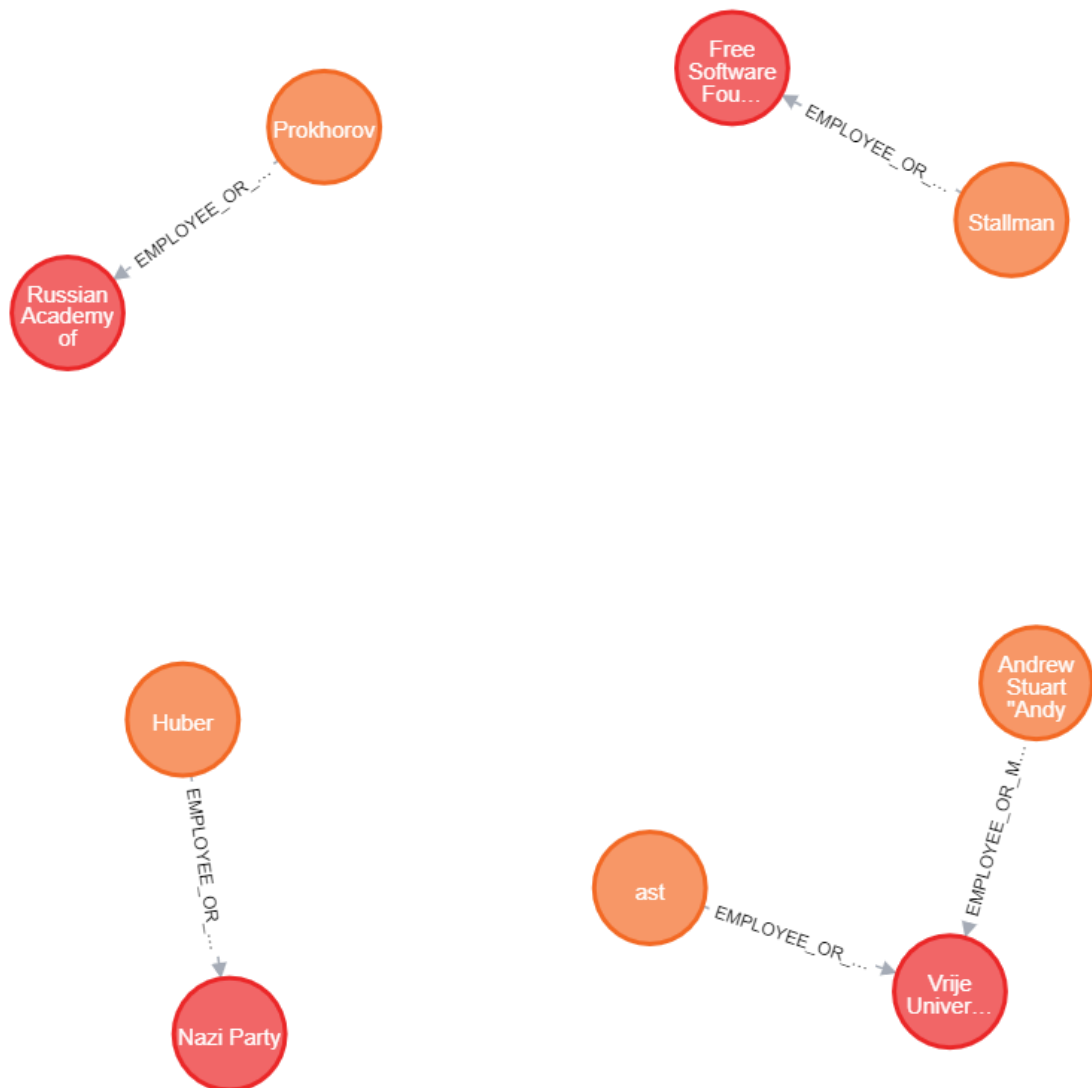 Free
Software
Fou...
Prokhorov
EMPLOYEE_OR_...
EMPLOYEE_OR_...
Stallman
Russian
Academy
of
Andrew
Stuart
"Andy
Huber
EMPLOYEE_OR_...
EMPLOYEE_OR_M...
ast
EMPLOYEE_OR_...
Vrije
Univer...
Nazi Party